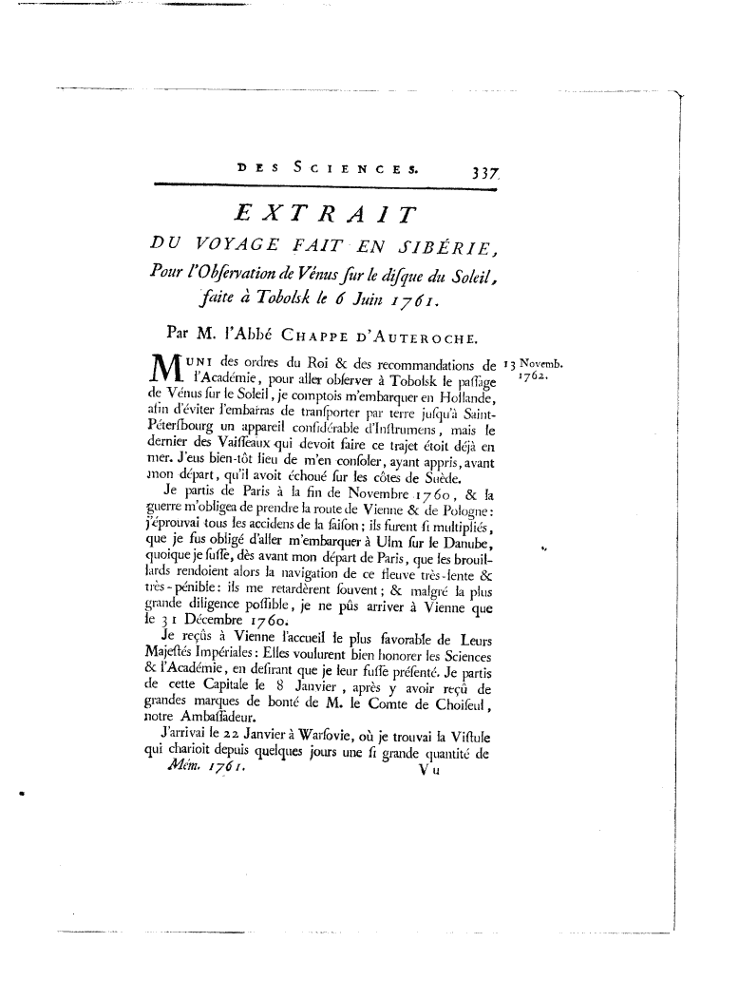 DES SCIENCES. 337
EXTRAIT
DU VOYAGE FAIT EN SIBÉRIE,
Pour l'Obſervation de Vénus ſur le diſque du Soleil,
faite à Tobolsk le 6 Juin 1761.
Par M. l'Abbé CHAPPE D'AUTEROCHE.
MUNI des ordres du Roi & des recommandations de 13 Novemb.
l'Académie, pour aller obſerver à Tobolsk le paſſage 1762.
de Vénus ſur le Soleil, je comptois m'embarquer en Hollande,
afin d'éviter l'embarras de tranſporter par terre juſqu'à Saint-
Péterſbourg un appareil conſidérable d'Inſtrumens, mais le
dernier des Vaiſſeaux qui devoit faire ce trajet étoit déjà en
mer. J'eus bien-tôt lieu de m'en conſoler, ayant appris, avant
mon départ, qu'il avoit échoué ſur les côtes de Suède.
Je partis de Paris à la fin de Novembre 1760, & la
guerre m'obligea de prendre la route de Vienne & de Pologne:
j'éprouvai tous les accidens de la ſaiſon; ils furent ſi multipliés,
que je fus obligé d'aller m'embarquer à Ulm ſur le Danube,
quoique je ſuſſe, dès avant mon départ de Paris, que les brouil-
lards rendoient alors la navigation de ce fleuve très-lente &
très-pénible: ils me retardèrent ſouvent; & malgré la plus
grande diligence poſſible, je ne pûs arriver à Vienne que
le 31 Décembre 1760.
Je reçûs à Vienne l'accueil le plus favorable de Leurs
Majeſtés Impériales: Elles voulurent bien honorer les Sciences
& l'Académie, en deſirant que je leur fuſſe préſenté. Je partis
de cette Capitale le 8 Janvier, après y avoir reçû de
grandes marques de bonté de M. le Comte de Choiſeul,
notre Ambaſſadeur.
J'arrivai le 22 Janvier à Warſovie, où je trouvai la Viſtule
qui charioit depuis quelques jours une ſi grande quantité de
Mém. 1761. V u